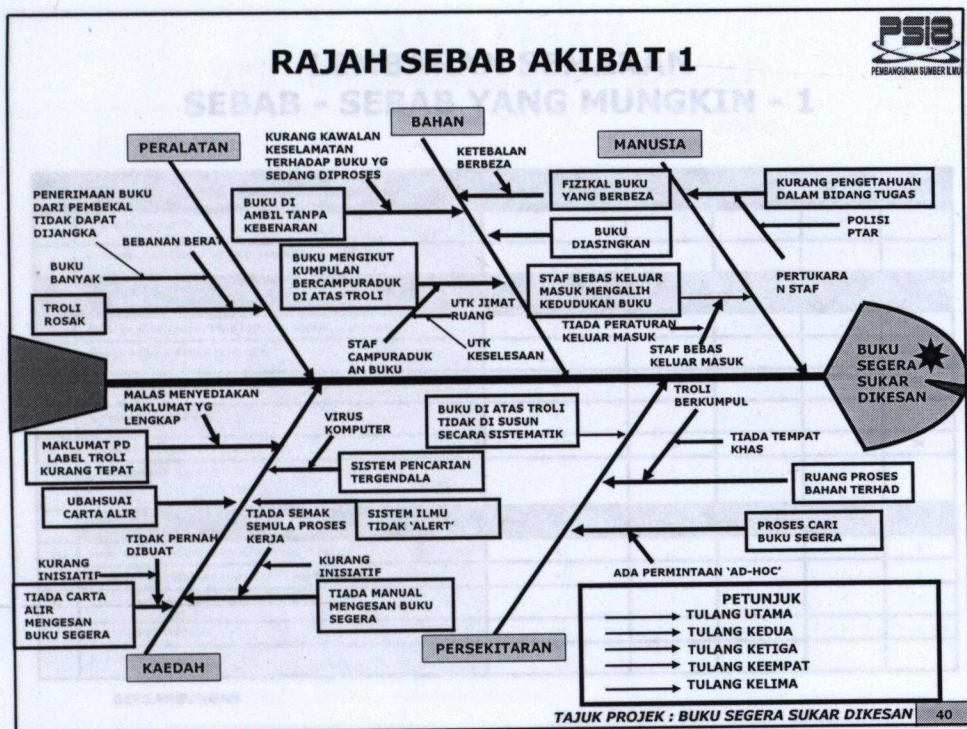 RAJAH SEBAB AKIBAT 1
PSIB
PEMBANGUNAN SUMBER ILMU
SEBAB - SEBAB YANG MUNGKIN - 1
PERALATAN
PENERIMAAN BUKU
DARI PEMBEKAL
TIDAK DAPAT
DIJANGKA
BEBANAN BERAT
BUKU
BANYAK
TROLI
ROSAK
BAHAN
KURANG KAWALAN
KESELAMATAN
TERHADAP BUKU YG
SEDANG DIPROSES
KETEBALAN
BERBEZA
BUKU DI
AMBIL TANPA
KEBENARAN
FIZIKAL BUKU
YANG BERBEZA
BUKU
DIASINGKAN
BUKU MENGIKUT
KUMPULAN
BERCAMPURADUK
DI ATAS TROLI
UTK JIMAT
RUANG
STAF
CAMPURADUK
AN BUKU
UTK
KESELESAAN
MANUSIA
KURANG PENGETAHUAN
DALAM BIDANG TUGAS
POLISI
PTAR
PERTUKARA
N STAF
STAF BEBAS KELUAR
MASUK MENGALIH
KEDUDUKAN BUKU
TIADA PERATURAN
KELUAR MASUK
STAF BEBAS
KELUAR MASUK
BUKU
SEGERA
SUKAR
DIKESAN
MALAS MENYEDIAKAN
MAKLUMAT YG
LENGKAP
VIRUS
KOMPUTER
MAKLUMAT PD
LABEL TROLI
KURANG TEPAT
SISTEM PENCARIAN
TERGENDALA
UBAHSUAI
CARTA ALIR
SISTEM ILMU
TIDAK 'ALERT'
TIADA SEMAK
SEMULA PROSES
KERJA
TIDAK PERNAH
DIBUAT
KURANG
INISIATIF
KURANG
INISIATIF
TIADA CARTA
ALIR
MENGESAN
BUKU SEGERA
TIADA MANUAL
MENGESAN BUKU
SEGERA
KAEDAH
BUKU DI ATAS TROLI
TIDAK DI SUSUN
SECARA SISTEMATIK
TROLI
BERKUMPUL
TIADA TEMPAT
KHAS
RUANG PROSES
BAHAN TERHAD
PROSES CARI
BUKU SEGERA
ADA PERMINTAAN 'AD-HOC'
PERSEKITARAN
PETUNJUK
TULANG UTAMA
TULANG KEDUA
TULANG KETIGA
TULANG KEEMPAT
TULANG KELIMA
BERSAMBUNGAN
TAJUK PROJEK : BUKU SEGERA SUKAR DIKESAN 40